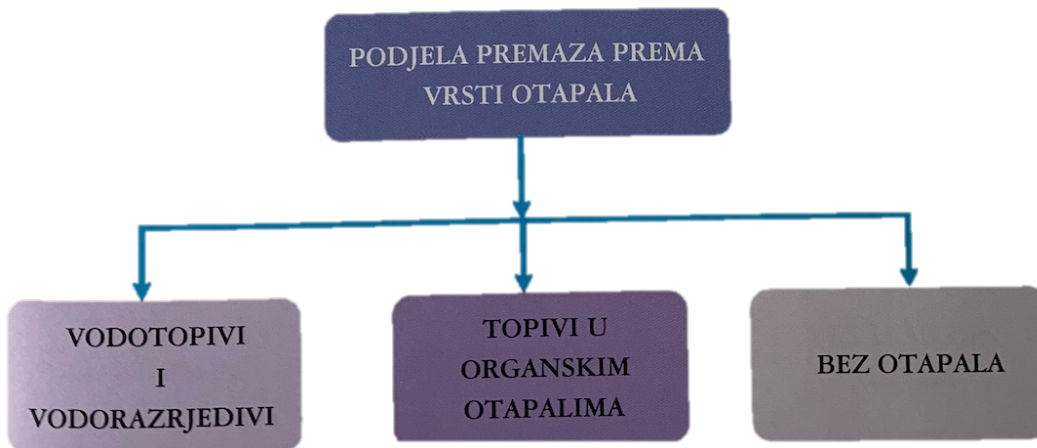 PODJELA PREMAZA PREMA
VRSTI OTAPALA
VODOTOPIVI
I
VODORAZRJEDIVI
TOPIVI U
ORGANSKIM
OTAPALIMA
BEZ OTAPALA